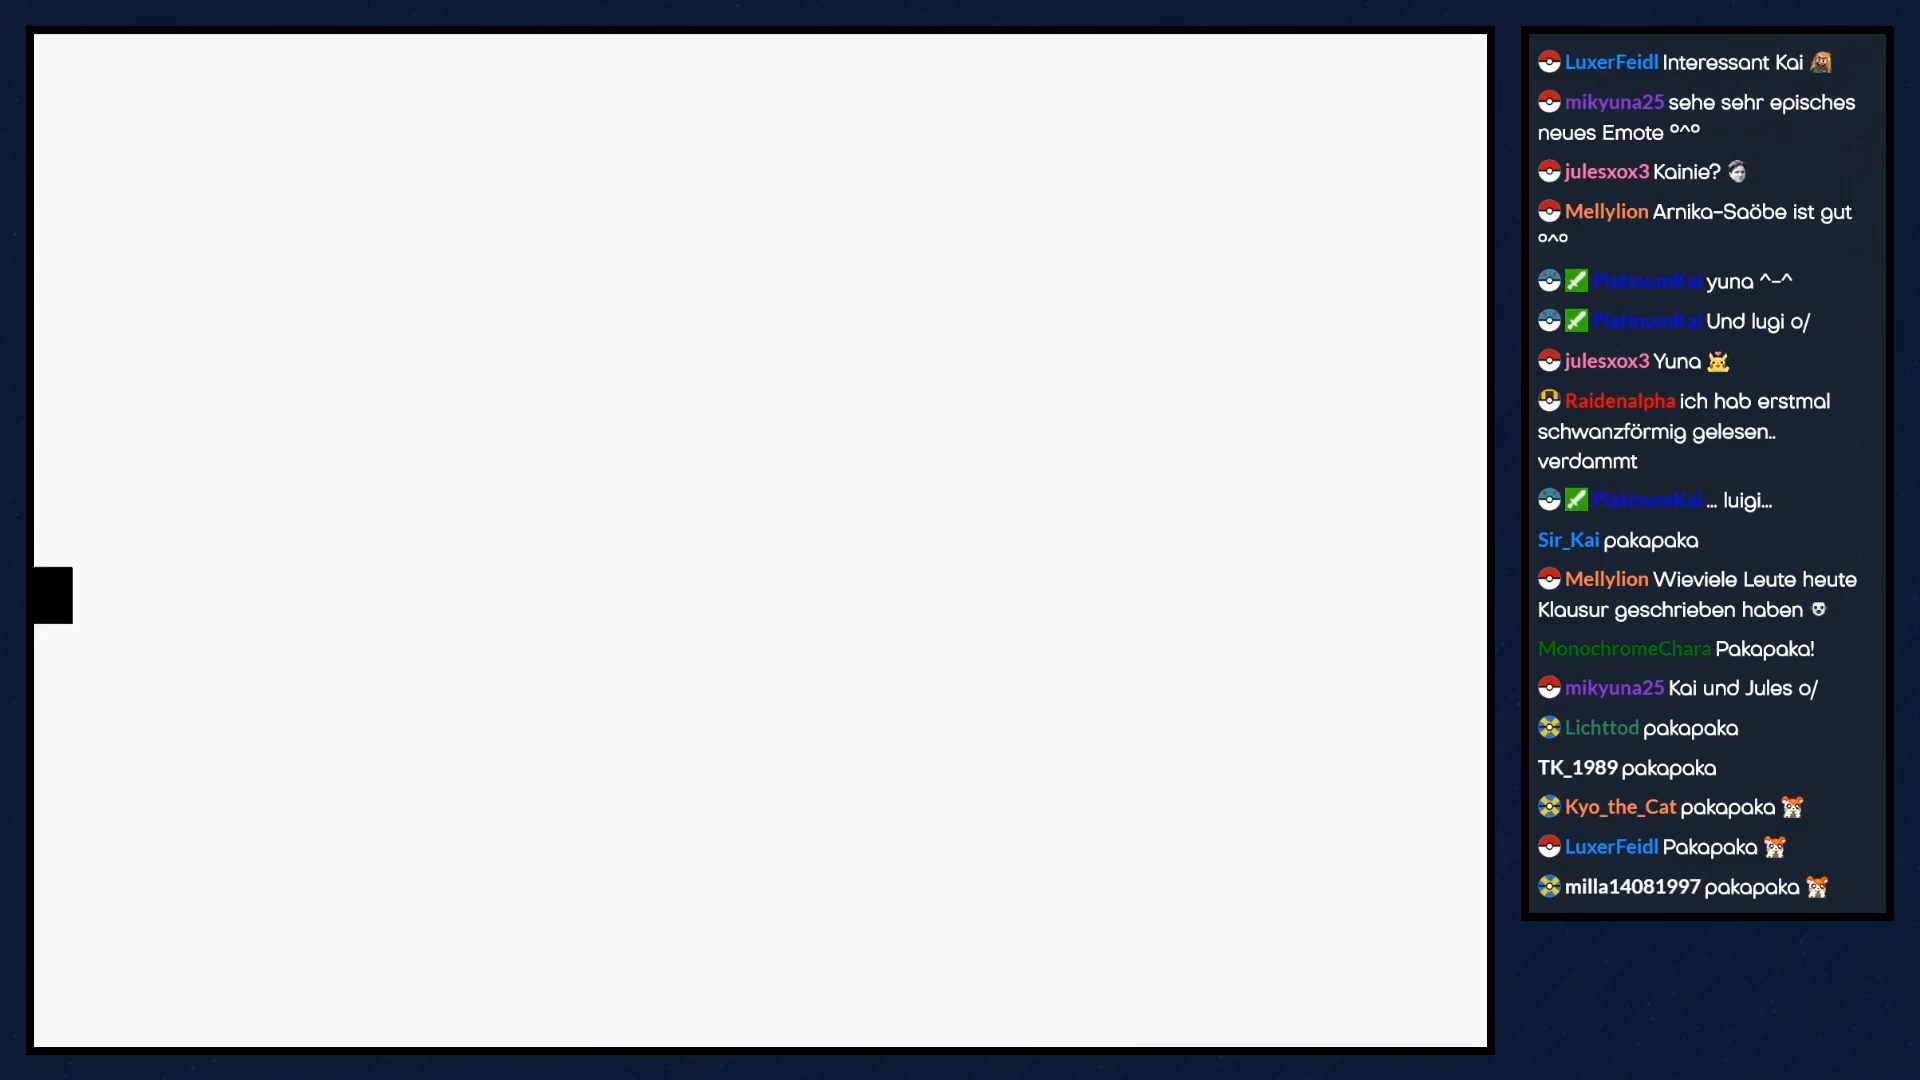 LuxerFeidl Interessant Kai
mikyuna25 sehe sehr episches
neues Emote °^°
julesxox3 Kainie?
Mellylion Arnika-Saöbe ist gut
°^°
PlatinumKai yuna ^-^
PlatinumKai Und lugi o/
julesxox3 Yuna
Raidenalpha ich hab erstmal
schwanzförmig gelesen..
verdammt
PlatinumKai ... luigi...
Sir_Kai pakapaka
Mellylion Wieviele Leute heute
Klausur geschrieben haben
MonochromeChara Pakapaka!
mikyuna25 Kai und Jules o/
Lichttod pakapaka
TK_1989 pakapaka
Kyo_the_Cat pakapaka
LuxerFeidl Pakapaka
milla14081997 pakapaka